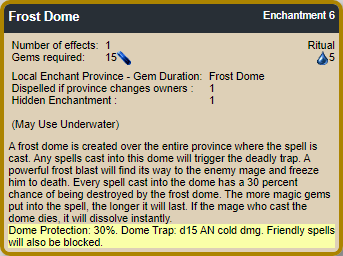 Frost Dome Enchantment 6
Number of effects: 1 Ritual
Gems required: 15 5
Local Enchant Province - Gem Duration: Frost Dome
Dispelled if province changes owners : 1
Hidden Enchantment : 1
(May Use Underwater)
A frost dome is created over the entire province where the spell is
cast. Any spells cast into this dome will trigger the deadly trap. A
powerful frost blast will find its way to the enemy mage and freeze
him to death. Every spell cast into the dome has a 30 percent
chance of being destroyed by the frost dome. The more magic gems
put into the spell, the longer it will last. If the mage who cast the
dome dies, it will dissolve instantly.
Dome Protection: 30%. Dome Trap: d15 AN cold dmg. Friendly spells
will also be blocked.